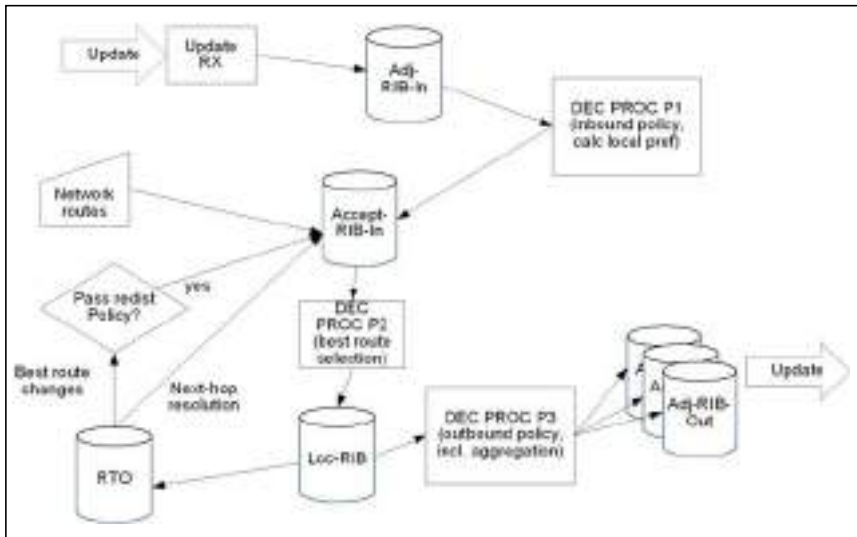 Update
Update
RX
Adj-
RIB-In
DEC PROC P1
(inbound policy,
calc local pref)
Network
routes
Accept-
RIB-In
Pass redist
Policy?
yes
DEC
PROC P2
(best route
selection)
Best route
changes
Next-hop
resolution
RTO
Loc-RIB
DEC PROC P3
(outbound policy,
incl. aggregation)
A
A
Adj-RIB-
Out
Update